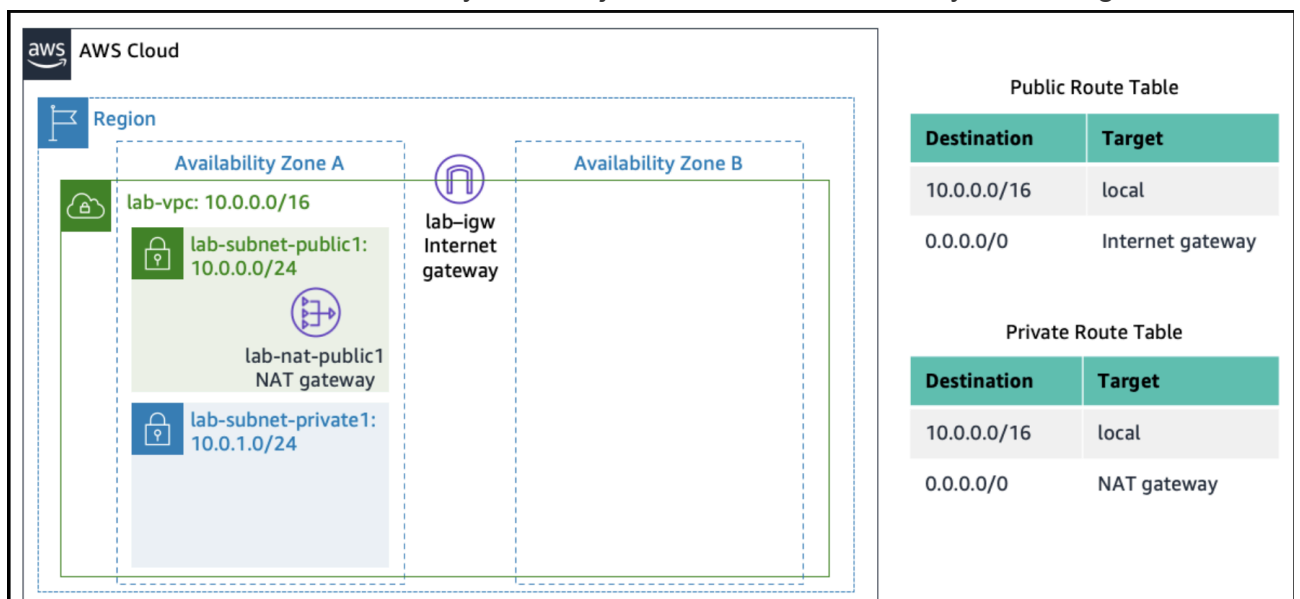 aws
AWS Cloud
Region
Availability Zone A
Availability Zone B
lab-vpc: 10.0.0.0/16
lab-subnet-public1:
10.0.0.0/24
lab-nat-public1
NAT gateway
lab-subnet-private1:
10.0.1.0/24
lab–igw
Internet
gateway
Public Route Table
Destination Target
10.0.0.0/16 local
0.0.0.0/0 Internet gateway
Private Route Table
Destination Target
10.0.0.0/16 local
0.0.0.0/0 NAT gateway